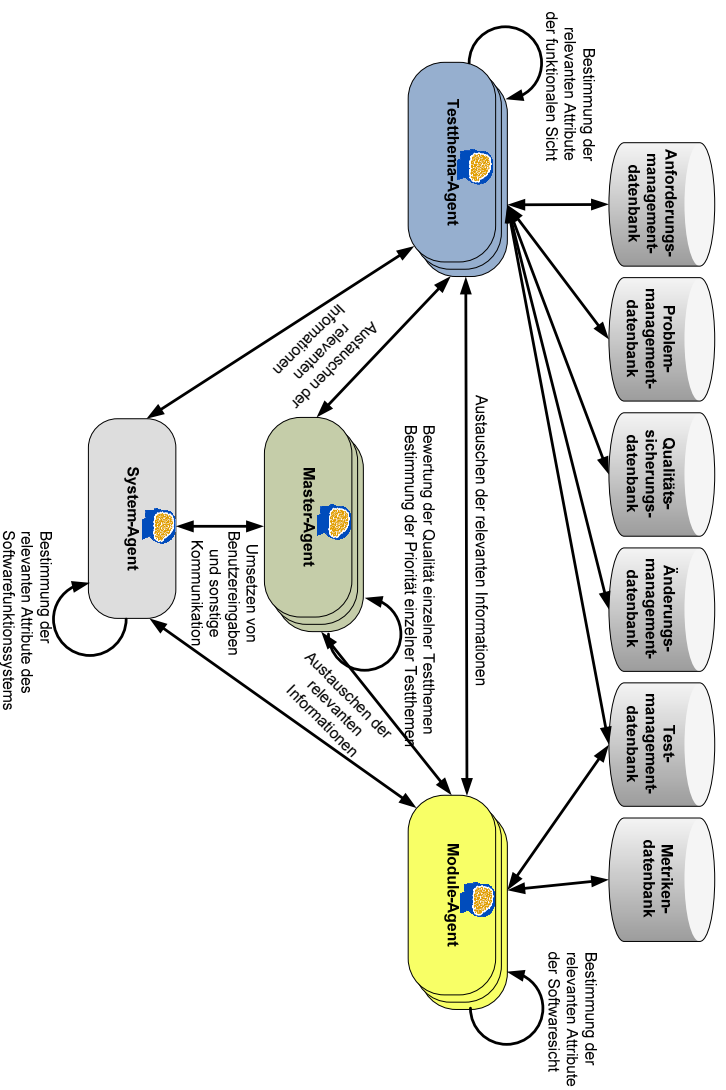 Anforderungs-
management-
datenbank
Problem-
management-
datenbank
Qualitäts-
sicherungs-
datenbank
Änderungs-
management-
datenbank
Test-
management-
datenbank
Metriken-
datenbank
Bestimmung der
relevanten Attribute
der funktionalen Sicht
Testthema-Agent
Austauschen der relevanten Informationen
Module-Agent
Bestimmung der
relevanten Attribute
der Softwaresicht
Bewertung der Qualität einzelner Testthemen
Bestimmung der Priorität einzelner Testthemen
Austauschen der
relevanten
Informationen
Master-Agent
Austauschen der
relevanten
Informationen
Umsetzen von
Benutzereingaben
und sonstige
Kommunikation
System-Agent
Bestimmung der
relevanten Attribute des
Softwarefunktionssystems